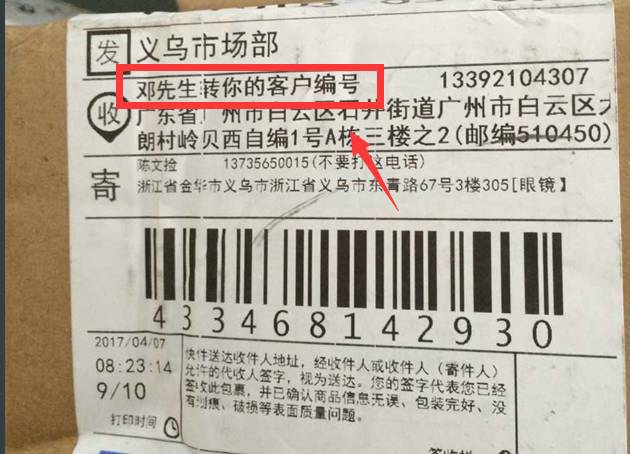 发 义乌市场部
邓先生转你的客户编号 13392104307
收 广东省广州市白云区石井街道广州市白云区大
朗村岭贝西自编1号A栋三楼之2(邮编510450)
寄 陈文捡 13735650015(不要打这电话)
浙江省金华市义乌市浙江省义乌市东青路67号3楼305[眼镜】
433468142930
2017/04/07
08:23:14
9/10
打印时间
快件送达收件人地址，经收件人或收件人（寄件人）
允许的代收人签字，视为送达。您的签字代表您已经
签收此包裹，并已确认商品信息无误、包装完好、没
有划痕、破损等表面质量问题。